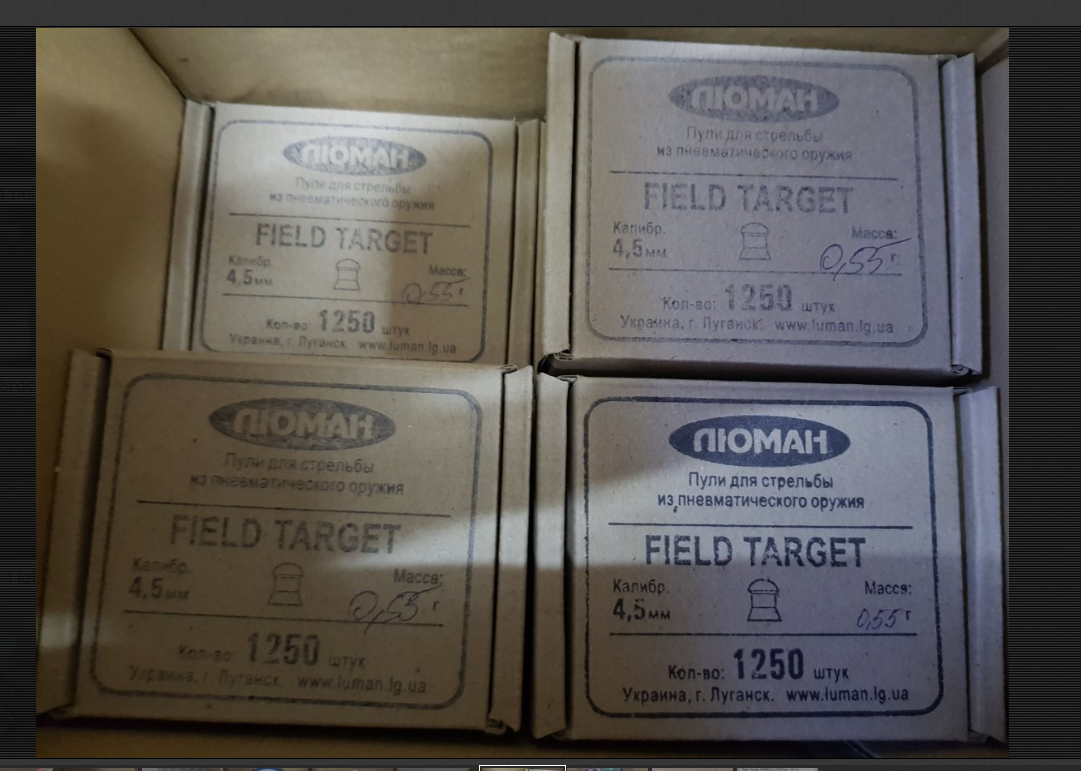 ЛЮМАН
Пули для стрельбы
из пневматического оружия
FIELD TARGET
Калибр. Масса:
4,5мм 0,55 г
Кол-во: 1250 штук
Украина, г. Луганск. www.luman.lg.ua
ЛЮМАН
Пули для стрельбы
из пневматического оружия
FIELD TARGET
Калибр. Масса:
4,5мм 0,55 г
Кол-во: 1250 штук
Украина, г. Луганск. www.luman.lg.ua
ЛЮМАН
Пули для стрельбы
из пневматического оружия
FIELD TARGET
Калибр. Масса:
4,5мм 0,55 г
Кол-во: 1250 штук
Украина, г. Луганск. www.luman.lg.ua
ЛЮМАН
Пули для стрельбы
из пневматического оружия
FIELD TARGET
Калибр. Масса:
4,5мм 0,55 г
Кол-во: 1250 штук
Украина, г. Луганск. www.luman.lg.ua